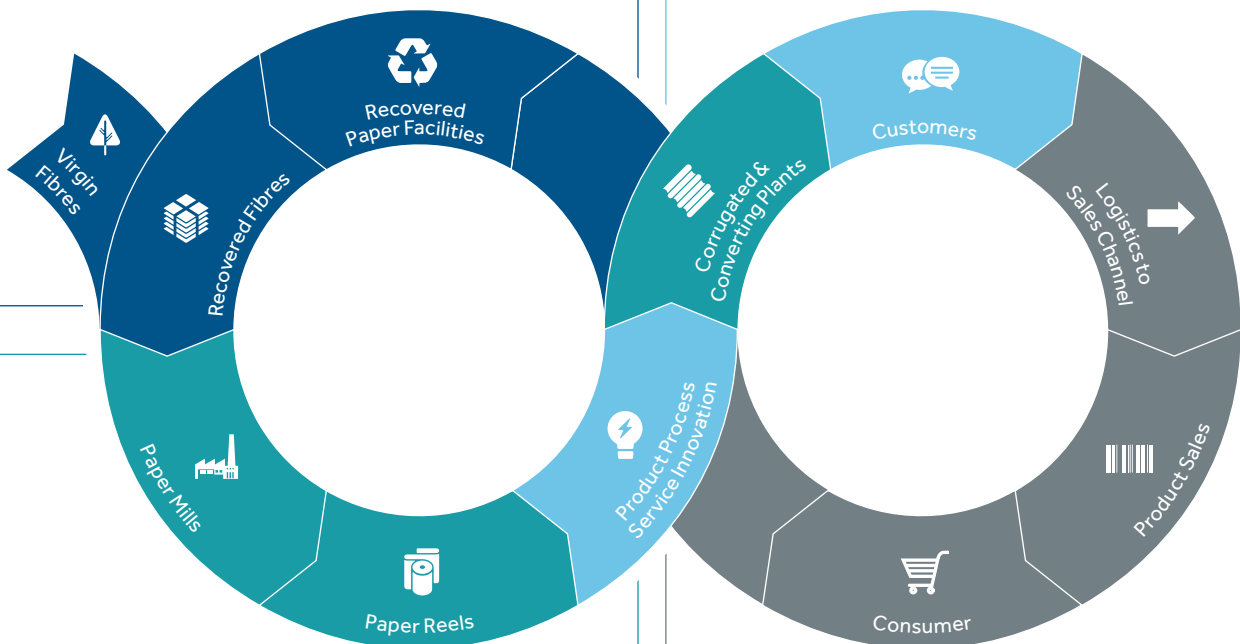 Virgin
Fibres
Recovered Fibres
Recovered
Paper Facilities
Paper Mills
Paper Reels
Product Process
Service Innovation
Corrugated &
Converting Plants
Customers
Logistics to
Sales Channel
Product Sales
Consumer